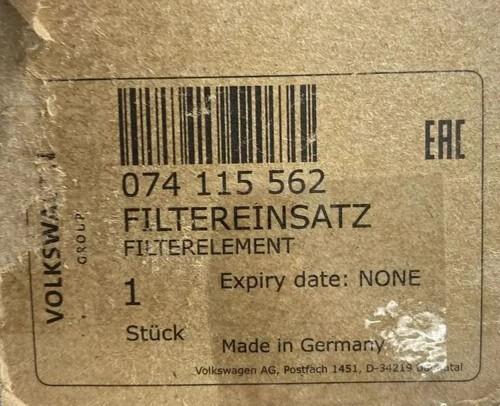 EAC
074 115 562
FILTEREINSATZ
FILTERELEMENT
1
Expiry date: NONE
Stück
Made in Germany
Volkswagen AG, Postfach 1451, D-34219
GROUP